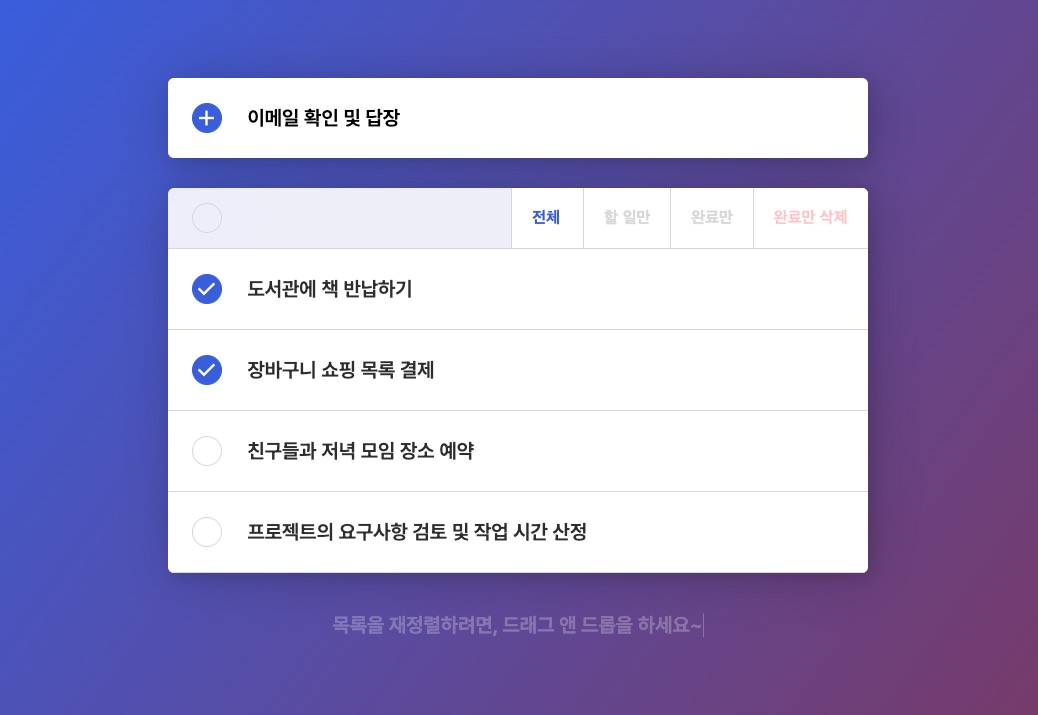 이메일 확인 및 답장
전체 할 일만 완료만 완료만 삭제
도서관에 책 반납하기
장바구니 쇼핑 목록 결제
친구들과 저녁 모임 장소 예약
프로젝트의 요구사항 검토 및 작업 시간 산정
목록을 재정렬하려면, 드래그 앤 드롭을 하세요~